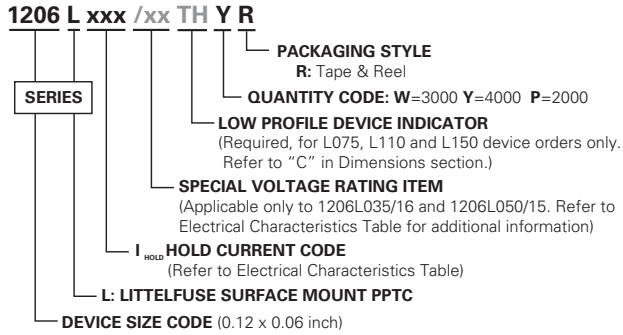 1206 L xxx /xx TH Y R
PACKAGING STYLE
R: Tape & Reel
SERIES
QUANTITY CODE: W=3000 Y=4000 P=2000
LOW PROFILE DEVICE INDICATOR
(Required, for L075, L110 and L150 device orders only.
Refer to “C” in Dimensions section.)
SPECIAL VOLTAGE RATING ITEM
(Applicable only to 1206L035/16 and 1206L050/15. Refer to
Electrical Characteristics Table for additional information)
I HOLD HOLD CURRENT CODE
(Refer to Electrical Characteristics Table)
L: LITTELFUSE SURFACE MOUNT PPTC
DEVICE SIZE CODE (0.12 x 0.06 inch)